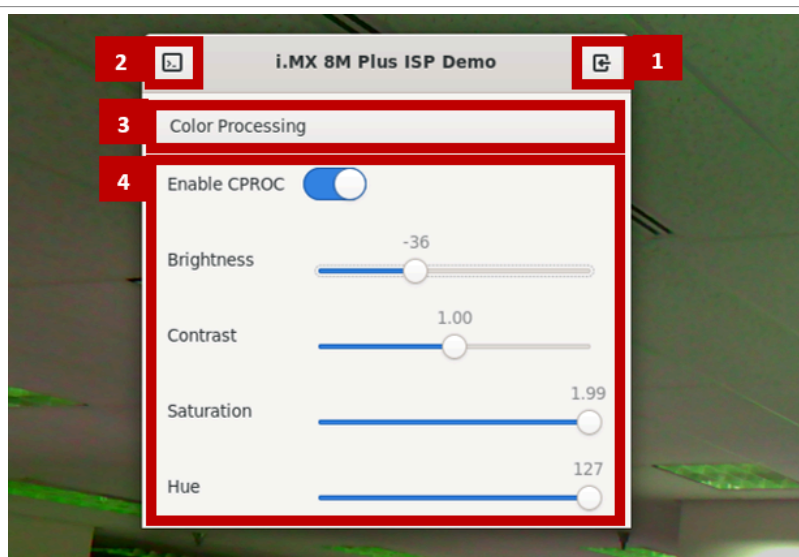 2 i.MX 8M Plus ISP Demo 1
3 Color Processing
4 Enable CPROC
-36
Brightness
1.00
Contrast
1.99
Saturation
127
Hue